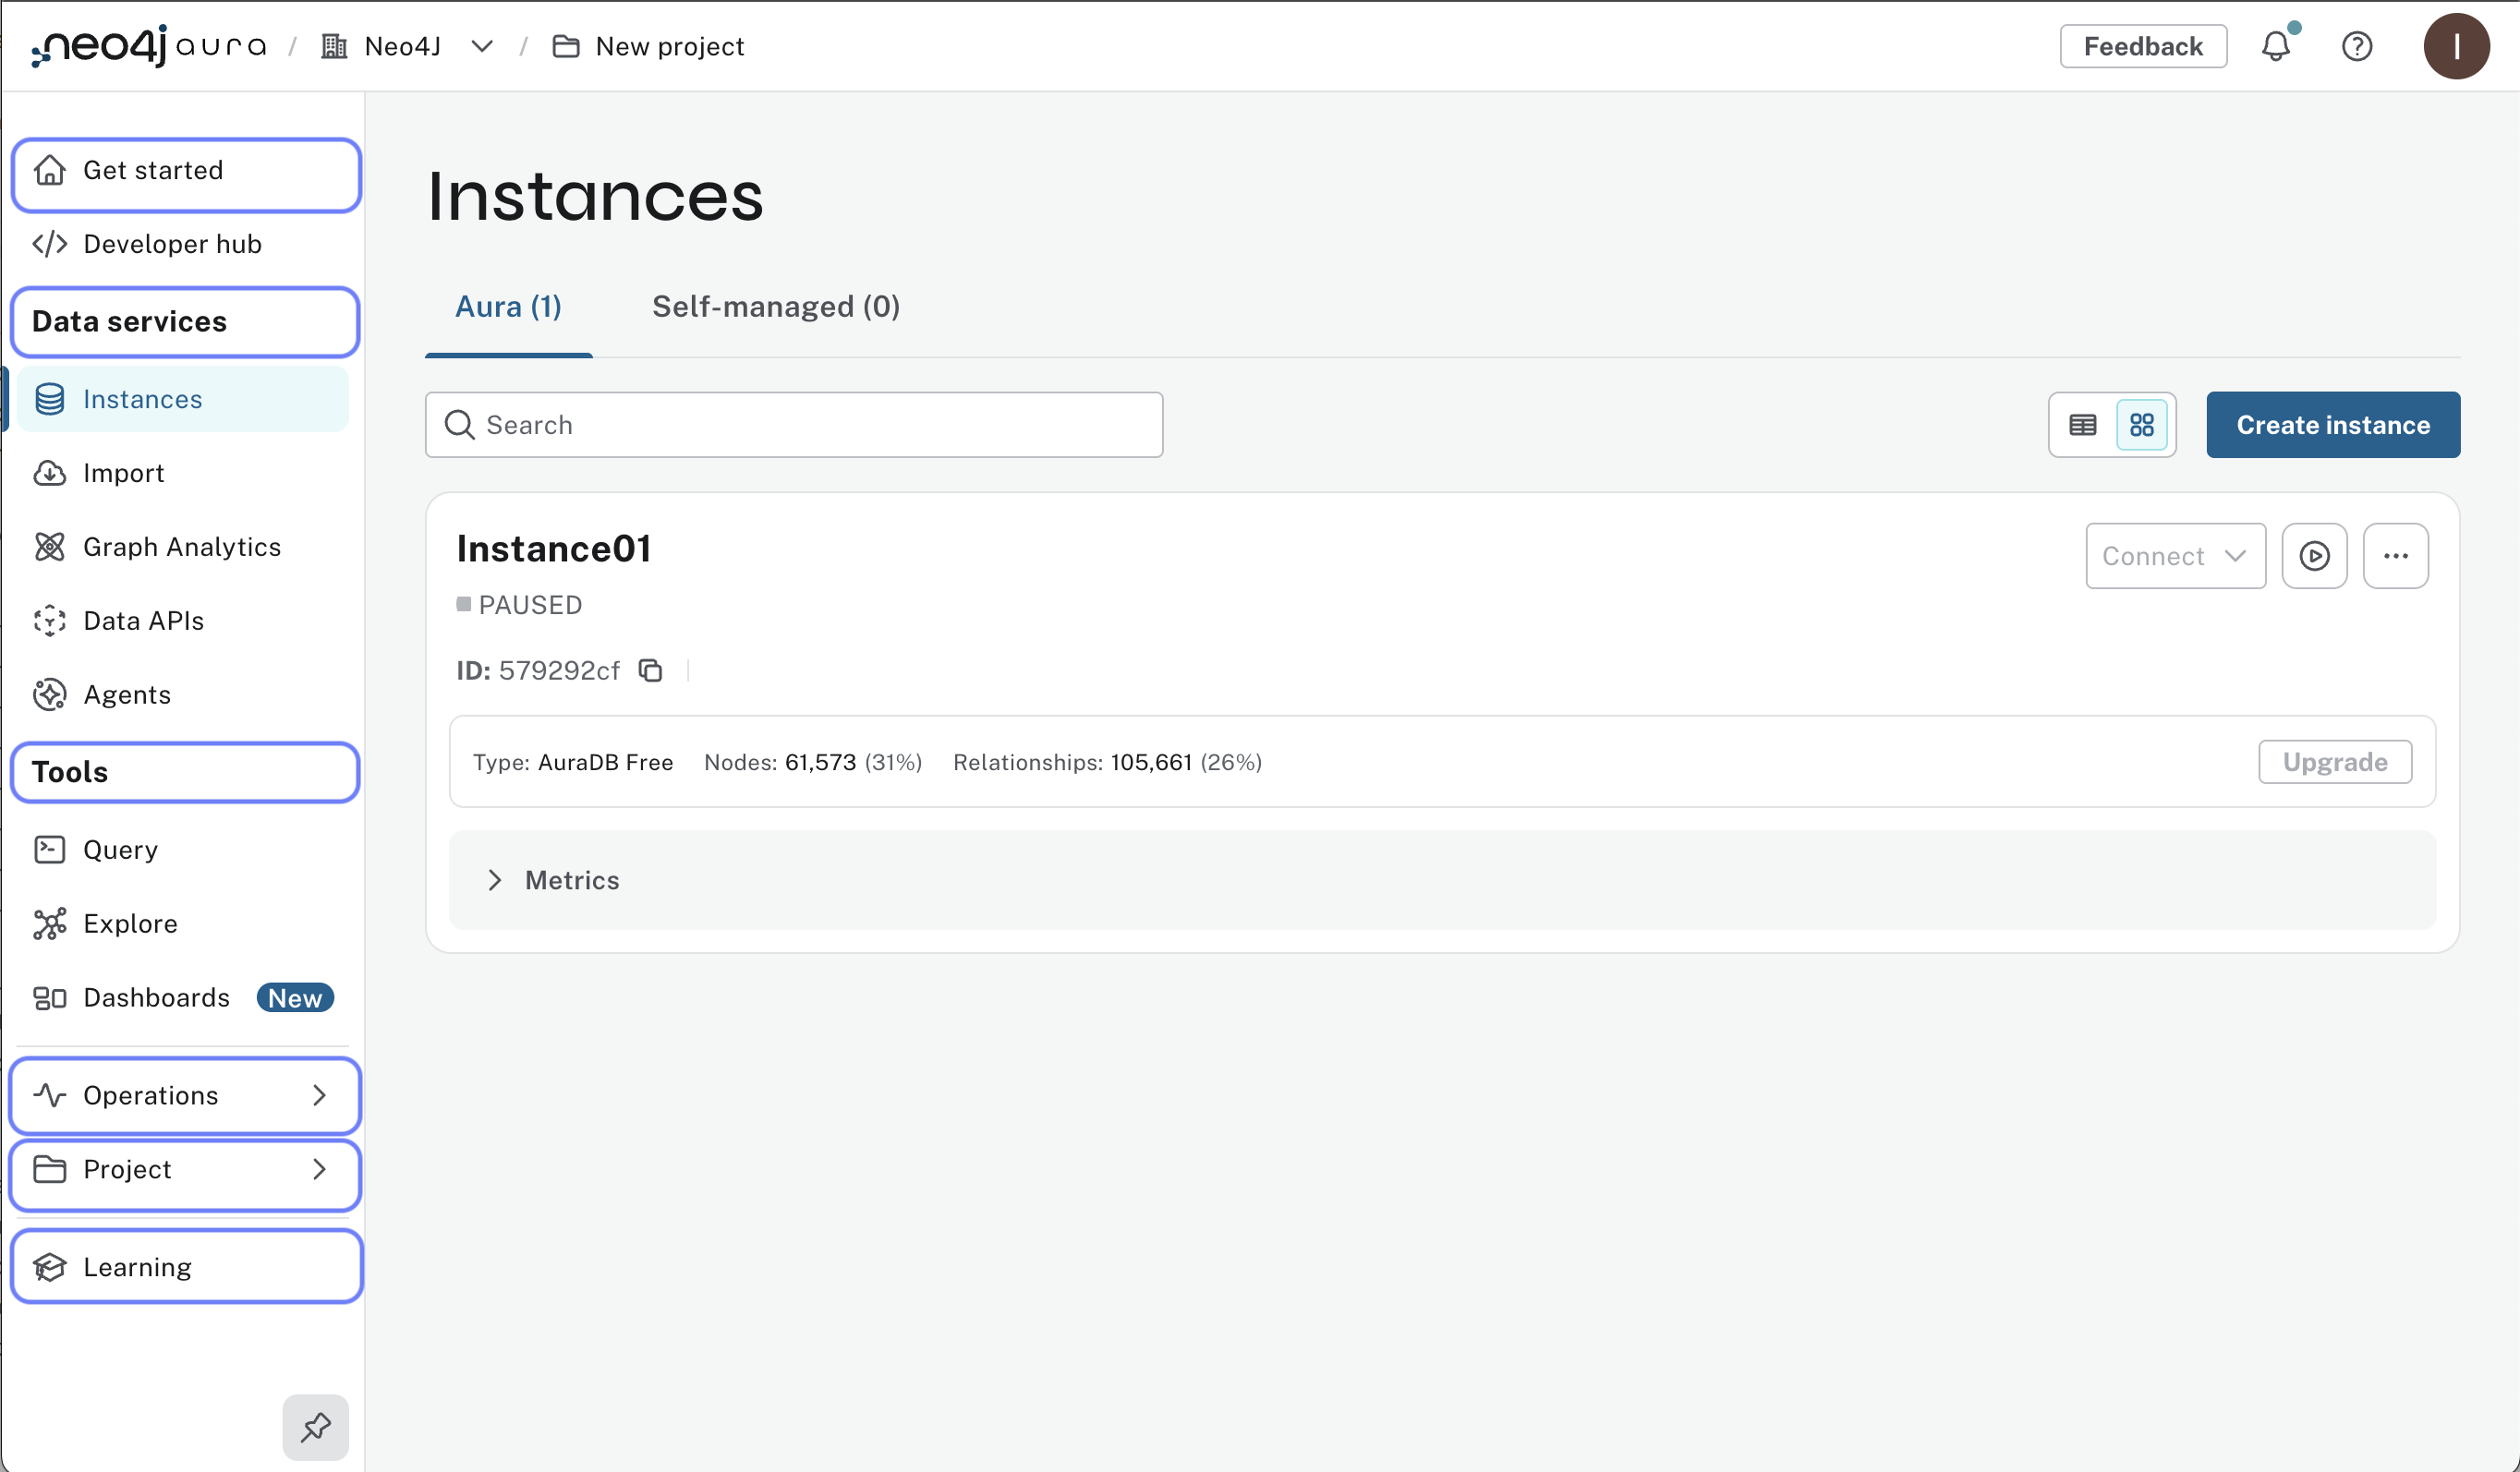 neo4j aura / Neo4J / New project
Feedback
I
Get started
Developer hub
Data services
Instances
Import
Graph Analytics
Data APIs
Agents
Tools
Query
Explore
Dashboards New
Operations
Project
Learning
Instances
Aura (1) Self-managed (0)
Search
Create instance
Instance01
Connect
PAUSED
ID: 579292cf
Type: AuraDB Free Nodes: 61,573 (31%) Relationships: 105,661 (26%)
Upgrade
Metrics